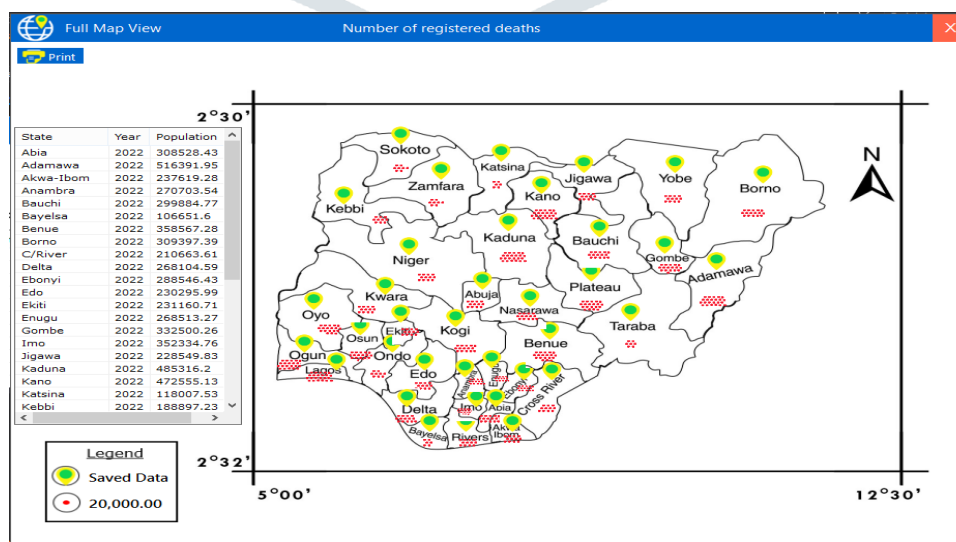 Full Map View
Number of registered deaths
Print
2°30'
N
State Year Population
Abia 2022 308528.43
Adamawa 2022 516391.95
Akwa-Ibom 2022 237619.28
Anambra 2022 270703.54
Bauchi 2022 299884.77
Bayelsa 2022 106651.6
Benue 2022 358567.28
Borno 2022 309397.39
C/River 2022 210663.61
Delta 2022 268104.59
Ebonyi 2022 288546.43
Edo 2022 230295.99
Ekiti 2022 231160.71
Enugu 2022 268513.27
Gombe 2022 332500.26
Imo 2022 352334.76
Jigawa 2022 228549.83
Kaduna 2022 485316.2
Kano 2022 472555.13
Katsina 2022 118007.53
Kebbi 2022 188897.23
Sokoto
Katsina
Jigawa
Yobe
Borno
Zamfara
Kano
Kebbi
Kaduna
Bauchi
Gombe
Adamawa
Niger
Plateau
Abuja
Kwara
Nasarawa
Oyo
Taraba
Kogi
Osun
Ekiti
Benue
Ogun
Ondo
Lagos
Edo
Anambra
Enugu
Ebonyi
Cross River
Delta
Imo
Abia
Bayelsa
Rivers
Akwa
Ibom
2°32'
5°00'
12°30'
Legend
Saved Data
20,000.00